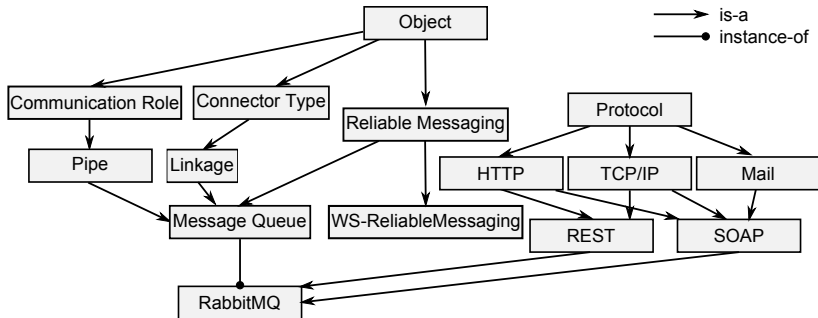 Object
is-a
instance-of
Communication Role
Connector Type
Reliable Messaging
Protocol
Pipe
Linkage
HTTP
TCP/IP
Mail
Message Queue
WS-ReliableMessaging
REST
SOAP
RabbitMQ